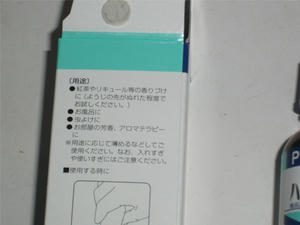 〔用途〕
●紅茶やリキュール等の香りづけ
に(ようじの先がぬれた程度で
お試しください。)
●お風呂に
●虫よけに
●お部屋の芳香、アロマテラピー
に
※用途に応じて薄めるなどしてご
使用ください。なお、入れすぎ
や使いすぎにはご注意ください。
■使用する時に
P
ハ